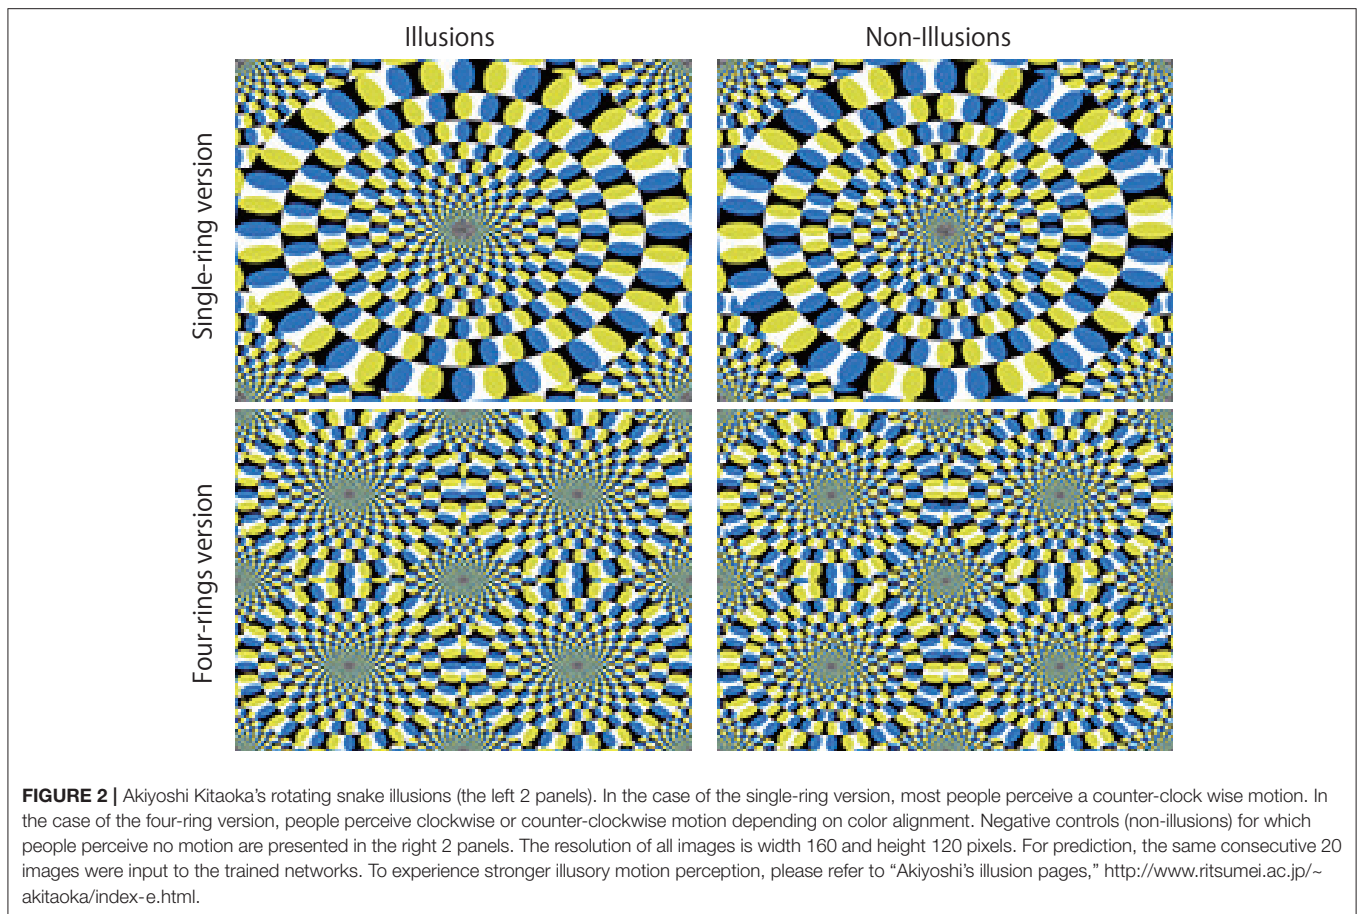 Illusions
Non-Illusions
Single-ring version
Four-rings version
FIGURE 2 | Akiyoshi Kitaoka's rotating snake illusions (the left 2 panels). In the case of the single-ring version, most people perceive a counter-clock wise motion. In
the case of the four-ring version, people perceive clockwise or counter-clockwise motion depending on color alignment. Negative controls (non-illusions) for which
people perceive no motion are presented in the right 2 panels. The resolution of all images is width 160 and height 120 pixels. For prediction, the same consecutive 20
images were input to the trained networks. To experience stronger illusory motion perception, please refer to "Akiyoshi's illusion pages," http://www.ritsumei.ac.jp/~
akitaoka/index-e.html.